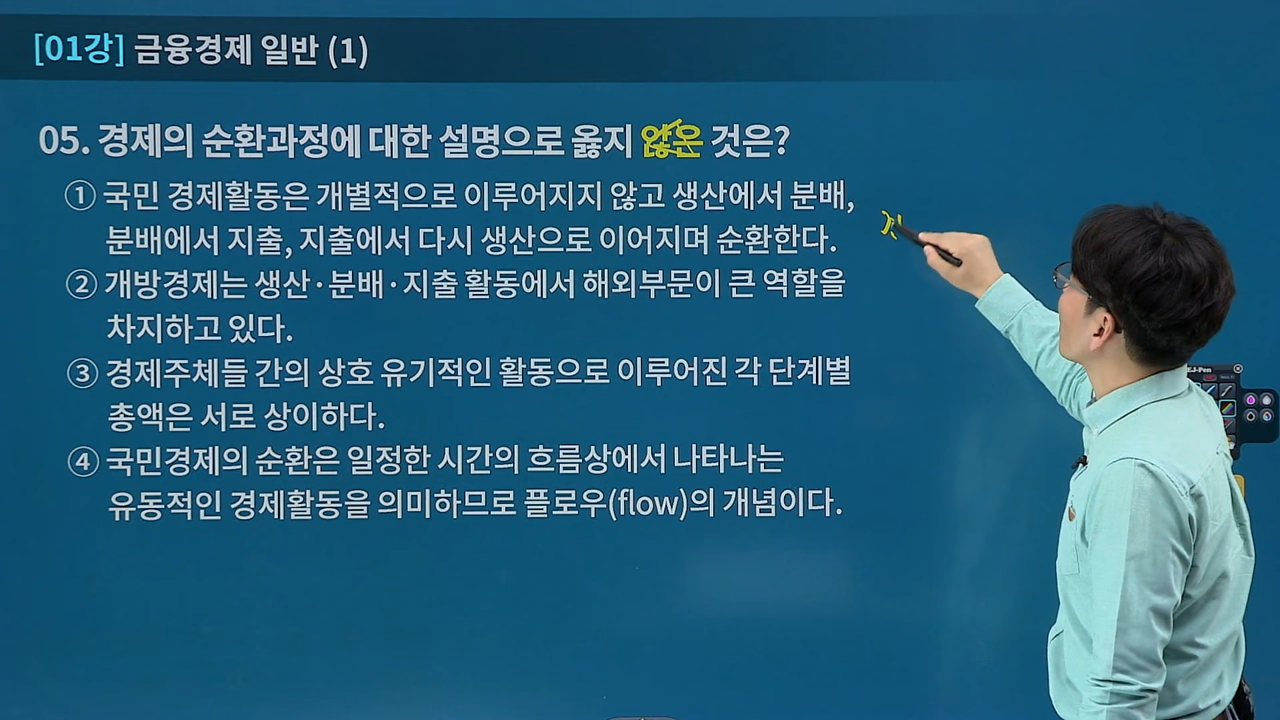 [01강] 금융경제 일반 (1)
05. 경제의 순환과정에 대한 설명으로 옳지 않은 것은?
① 국민 경제활동은 개별적으로 이루어지지 않고 생산에서 분배,
분배에서 지출, 지출에서 다시 생산으로 이어지며 순환한다.
② 개방경제는 생산·분배·지출 활동에서 해외부문이 큰 역할을
차지하고 있다.
③ 경제주체들 간의 상호 유기적인 활동으로 이루어진 각 단계별
총액은 서로 상이하다.
④ 국민경제의 순환은 일정한 시간의 흐름상에서 나타나는
유동적인 경제활동을 의미하므로 플로우(flow)의 개념이다.